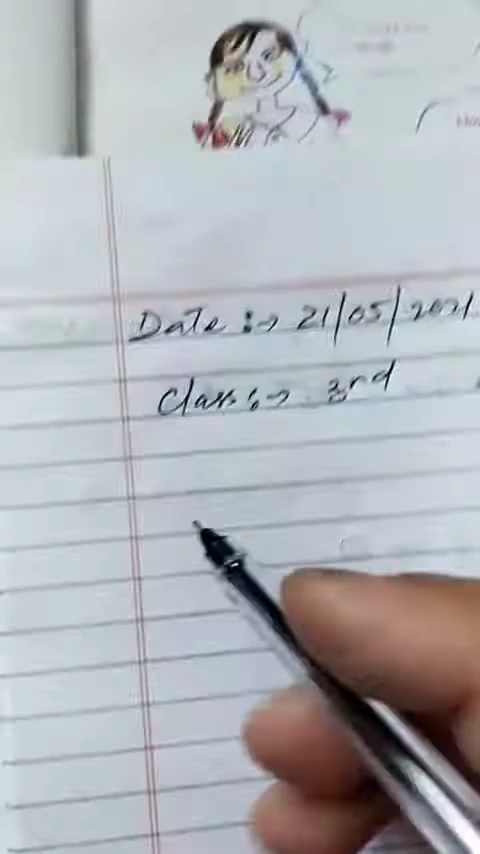 Date :→ 21/05/2021
Class :→ 3rd